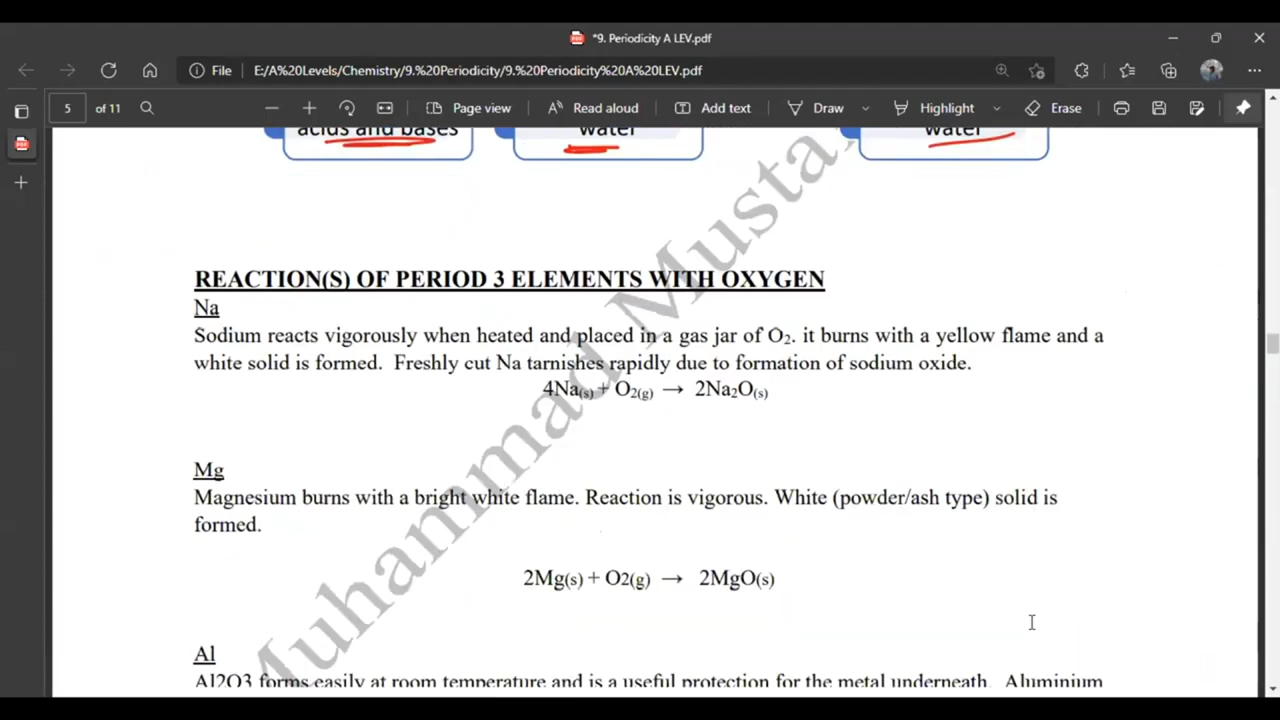 *9. Periodicity A LEV.pdf
File E:/A%20Levels/Chemistry/9.%20Periodicity/9.%20Periodicity%20A%20LEV.pdf
5 of 11 Page view Read aloud Add text Draw Highlight Erase
acids and bases water water
REACTION(S) OF PERIOD 3 ELEMENTS WITH OXYGEN
Na
Sodium reacts vigorously when heated and placed in a gas jar of O₂. it burns with a yellow flame and a
white solid is formed. Freshly cut Na tarnishes rapidly due to formation of sodium oxide.
4Na(s) + O₂(g) → 2Na₂O(s)
Mg
Magnesium burns with a bright white flame. Reaction is vigorous. White (powder/ash type) solid is
formed.
2Mg(s) + O2(g) → 2MgO(s)
Al
Al2O3 forms easily at room temperature and is a useful protection for the metal underneath. Aluminium
Muhammad Musta